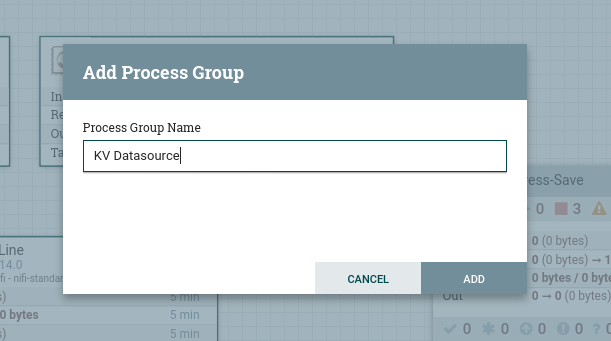 Add Process Group
Process Group Name
KV Datasource
CANCEL
ADD
In
Re
Ou
Ta
ess-Save
0 3
0 (0 bytes)
0 (0 bytes) → 1
0 bytes / 0 byt
Out 0 → 0 (0 bytes)
0 0 0 0 0
Line
14.0
fi - nifi-standar
s) 5 min
0 bytes 5 min
s) 5 min